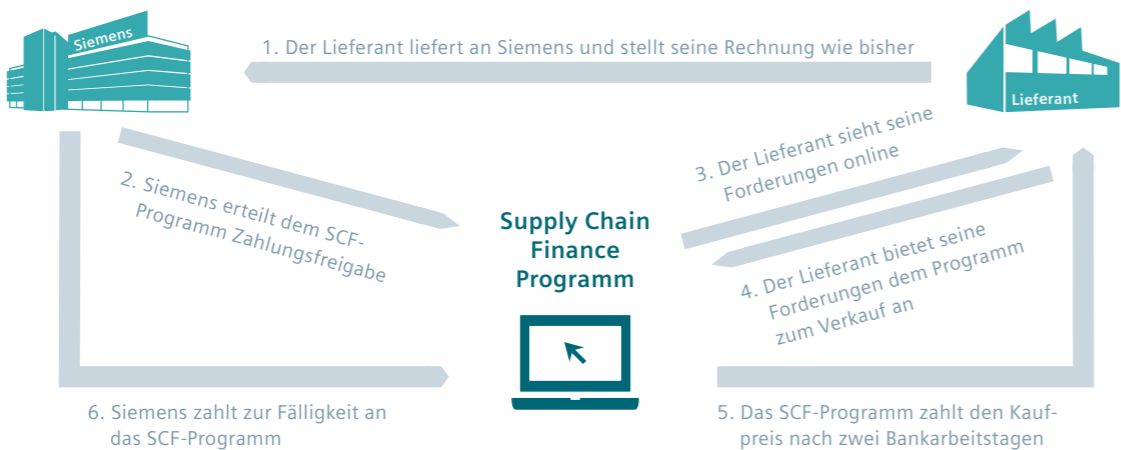 Siemens
1. Der Lieferant liefert an Siemens und stellt seine Rechnung wie bisher
Lieferant
2. Siemens erteilt dem SCF-
Programm Zahlungsfreigabe
3. Der Lieferant sieht seine
Forderungen online
Supply Chain
Finance
Programm
4. Der Lieferant bietet seine
Forderungen dem Programm
zum Verkauf an
5. Das SCF-Programm zahlt den Kauf-
preis nach zwei Bankarbeitstagen
6. Siemens zahlt zur Fälligkeit an
das SCF-Programm